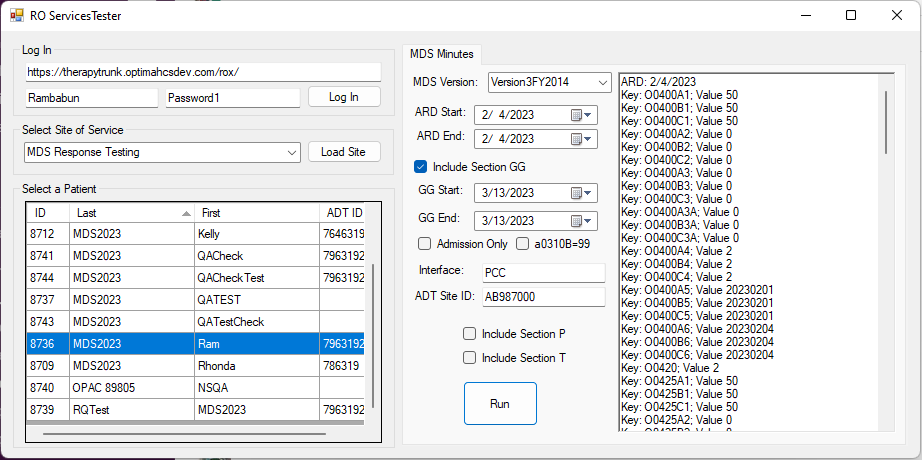 RO ServicesTester
Log In
https://therapytrunk.optimahcsdev.com/rox/
Rambabun
Password1
Log In
Select Site of Service
MDS Response Testing
Load Site
Select a Patient
ID Last First ADT ID
8712 MDS2023 Kelly 7646319
8741 MDS2023 QACheck 7963192
8744 MDS2023 QACheckTest 7963192
8737 MDS2023 QATEST
8743 MDS2023 QATestCheck
8736 MDS2023 Ram 7963192
8709 MDS2023 Rhonda 786319
8740 OPAC 89805 NSQA
8739 RQTest MDS2023 7963192
MDS Minutes
MDS Version: Version3FY2014
ARD Start: 2/ 4/2023
ARD End: 2/ 4/2023
Include Section GG
GG Start: 3/13/2023
GG End: 3/13/2023
Admission Only a0310B=99
Interface: PCC
ADT Site ID: AB987000
Include Section P
Include Section T
Run
ARD: 2/4/2023
Key: O0400A1; Value 50
Key: O0400B1; Value 50
Key: O0400C1; Value 50
Key: O0400A2; Value 0
Key: O0400B2; Value 0
Key: O0400C2; Value 0
Key: O0400A3; Value 0
Key: O0400B3; Value 0
Key: O0400C3; Value 0
Key: O0400A3A; Value 0
Key: O0400B3A; Value 0
Key: O0400C3A; Value 0
Key: O0400A4; Value 2
Key: O0400B4; Value 2
Key: O0400C4; Value 2
Key: O0400A5; Value 20230201
Key: O0400B5; Value 20230201
Key: O0400C5; Value 20230201
Key: O0400A6; Value 20230204
Key: O0400B6; Value 20230204
Key: O0400C6; Value 20230204
Key: O0420; Value 2
Key: O0425A1; Value 50
Key: O0425B1; Value 50
Key: O0425C1; Value 50
Key: O0425A2; Value 0
Key: O0425B2; Value 0